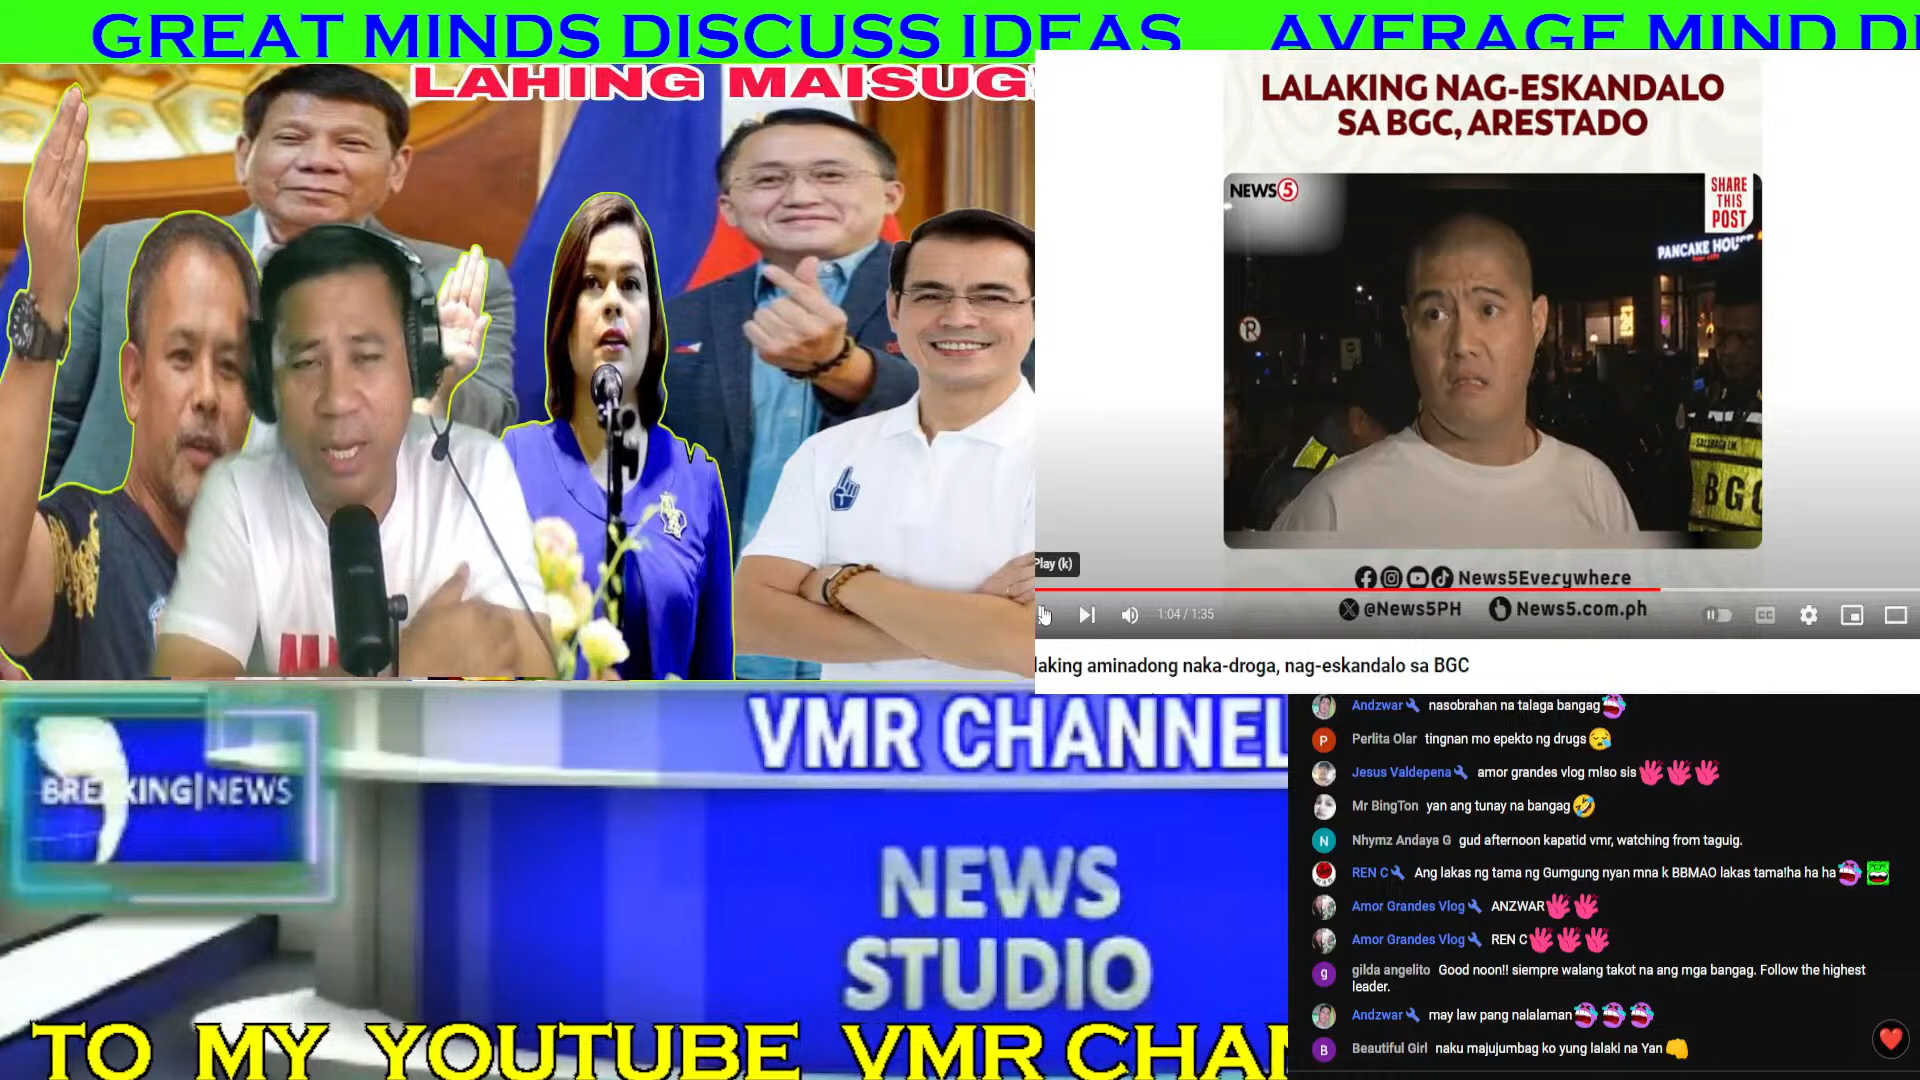 GREAT MINDS DISCUSS IDEAS AVERAGE MIND DI
LAHING MAISUG
LALAKING NAG-ESKANDALO
SA BGC, ARESTADO
NEWS5
SHARE
THIS
POST
PANCAKE HOUSE
R
BGC
Play (k)
1:04 / 1:35
News5Everywhere
@News5PH News5.com.ph
CC
laking aminadong naka-droga, nag-eskandalo sa BGC
VMR CHANNEL
BREAKING|NEWS
NEWS
STUDIO
TO MY YOUTUBE VMR CHAN
Andzwar nasobrahan na talaga bangag
P Perlita Olar tingnan mo epekto ng drugs
Jesus Valdepena amor grandes vlog mlso sis
Mr BingTon yan ang tunay na bangag
N Nhymz Andaya G gud afternoon kapatid vmr, watching from taguig.
REN C Ang lakas ng tama ng Gumgung nyan mna k BBMAO lakas tama!ha ha ha
Amor Grandes Vlog ANZWAR
Amor Grandes Vlog REN C
g gilda angelito Good noon!! siempre walang takot na ang mga bangag. Follow the highest
leader.
Andzwar may law pang nalalaman
B Beautiful Girl naku majujumbag ko yung lalaki na Yan